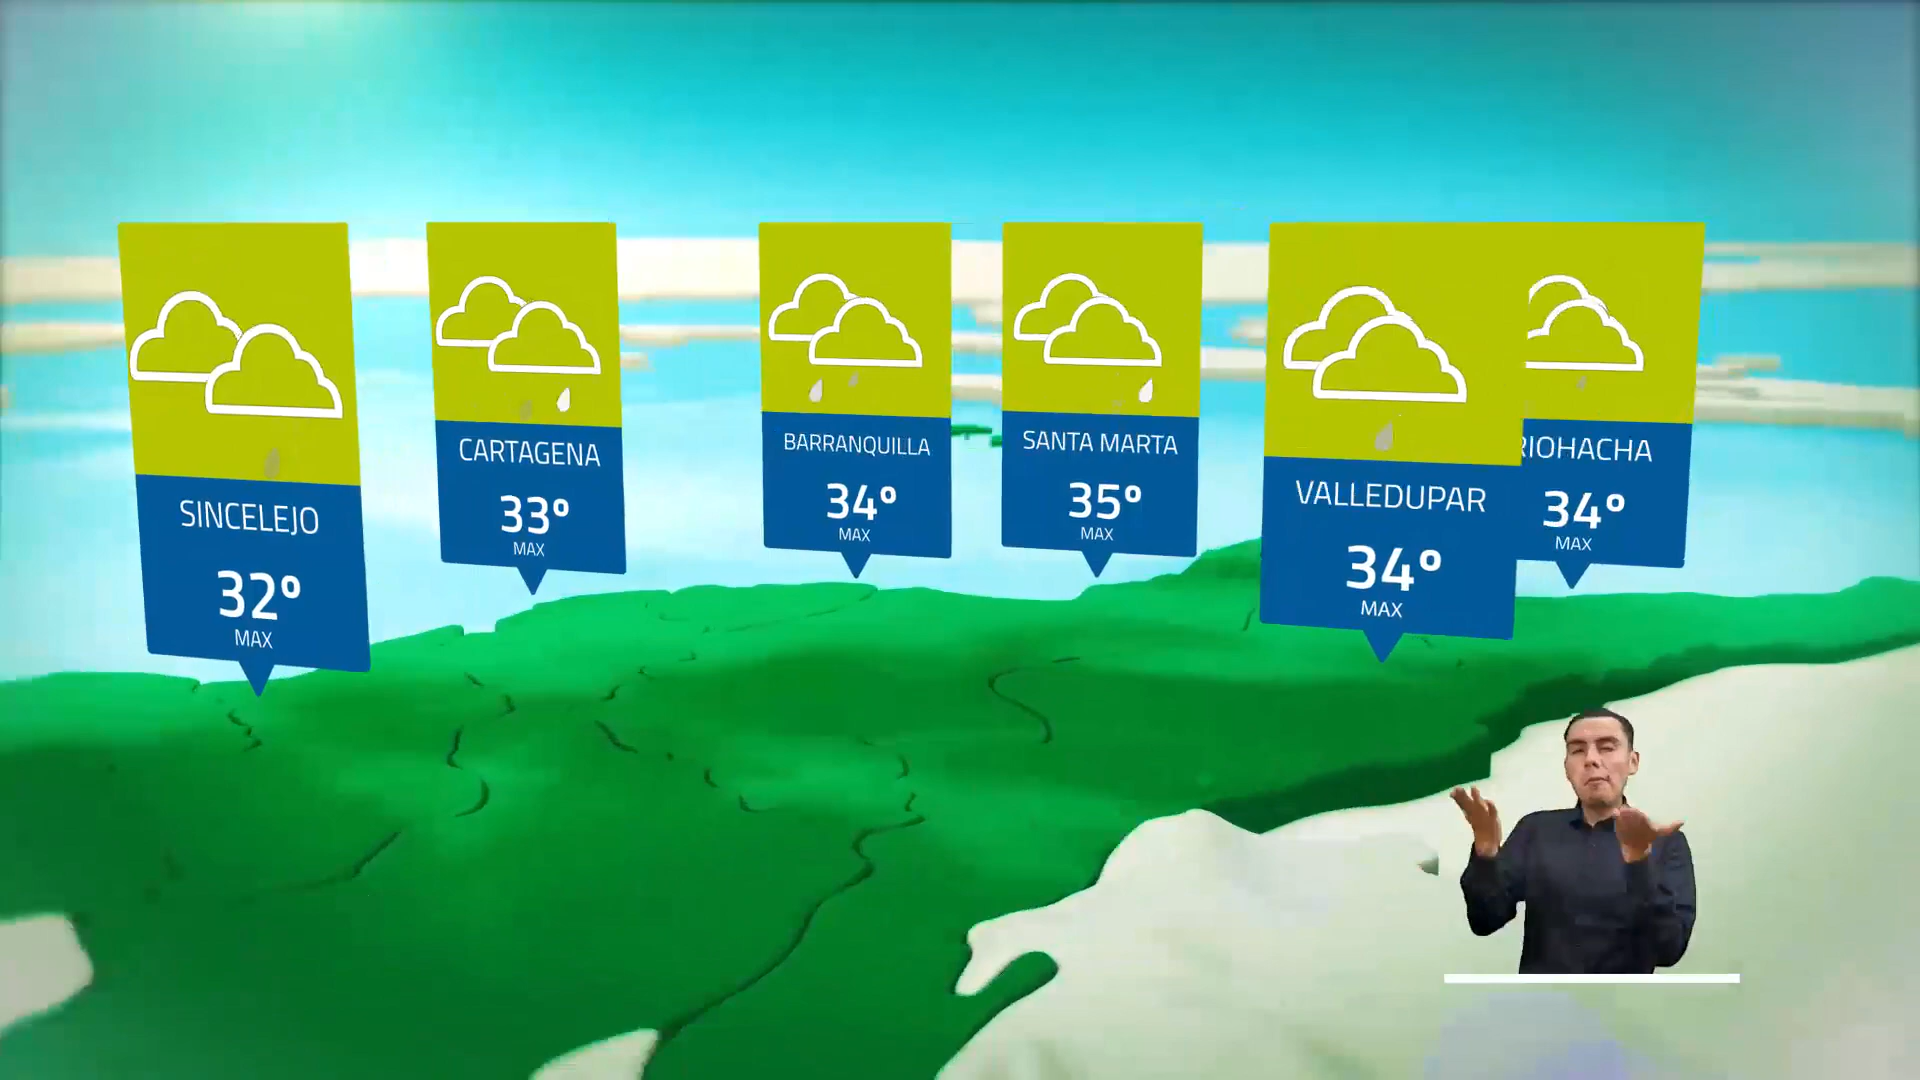 SINCELEJO
32°
MAX
CARTAGENA
33°
MAX
BARRANQUILLA
34°
MAX
SANTA MARTA
35°
MAX
VALLEDUPAR
34°
MAX
RIOHACHA
34°
MAX